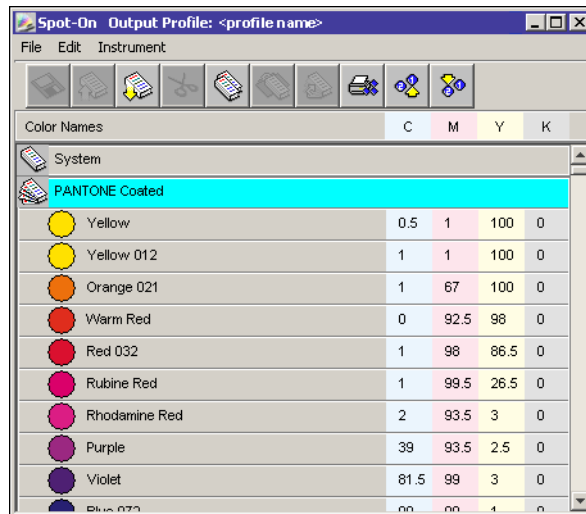 Spot-On Output Profile: <profile name>
File Edit Instrument
Color Names C M Y K
System
PANTONE Coated
Yellow 0.5 1 100 0
Yellow 012 1 1 100 0
Orange 021 1 67 100 0
Warm Red 0 92.5 98 0
Red 032 1 98 86.5 0
Rubine Red 1 99.5 26.5 0
Rhodamine Red 2 93.5 3 0
Purple 39 93.5 2.5 0
Violet 81.5 99 3 0
Blue 072